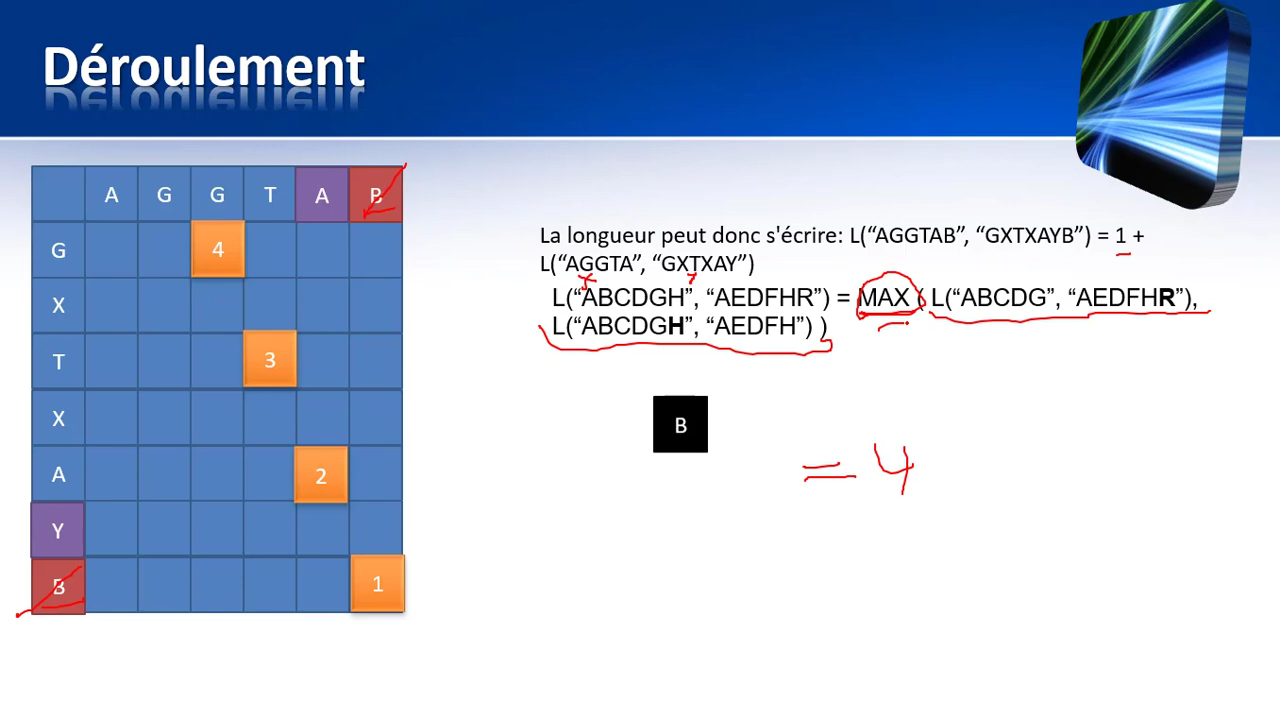 Déroulement
A G G T A B
G 4
X
T 3
X
A 2
Y
B 1
La longueur peut donc s'écrire: L(“AGGTAB”, “GXTXAYB”) = 1 +
L(“AGGTA”, “GXTXAY”)
L(“ABCDGH”, “AEDFHR”) = MAX ( L(“ABCDG”, “AEDFHR”),
L(“ABCDGH”, “AEDFH”) )
B
= 4